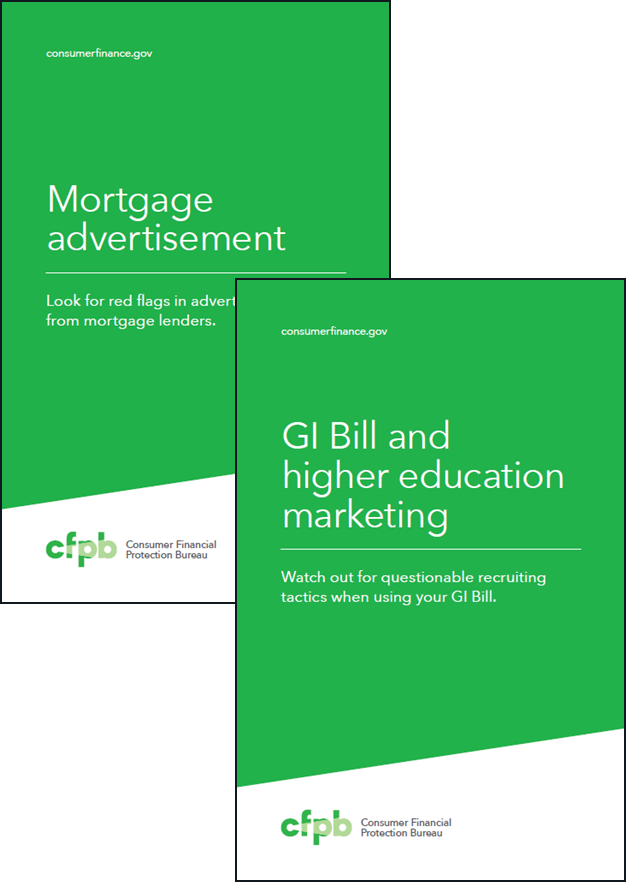 consumerfinance.gov
Mortgage
advertisement
Look for red flags in advert
from mortgage lenders.
cfpb Consumer Financial
Protection Bureau
consumerfinance.gov
GI Bill and
higher education
marketing
Watch out for questionable recruiting
tactics when using your GI Bill.
cfpb Consumer Financial
Protection Bureau